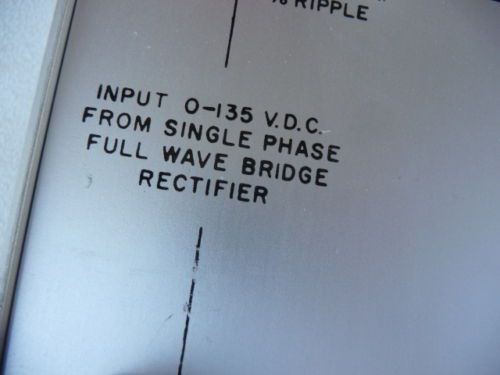 % RIPPLE
INPUT 0-135 V.D.C.
FROM SINGLE PHASE
FULL WAVE BRIDGE
RECTIFIER